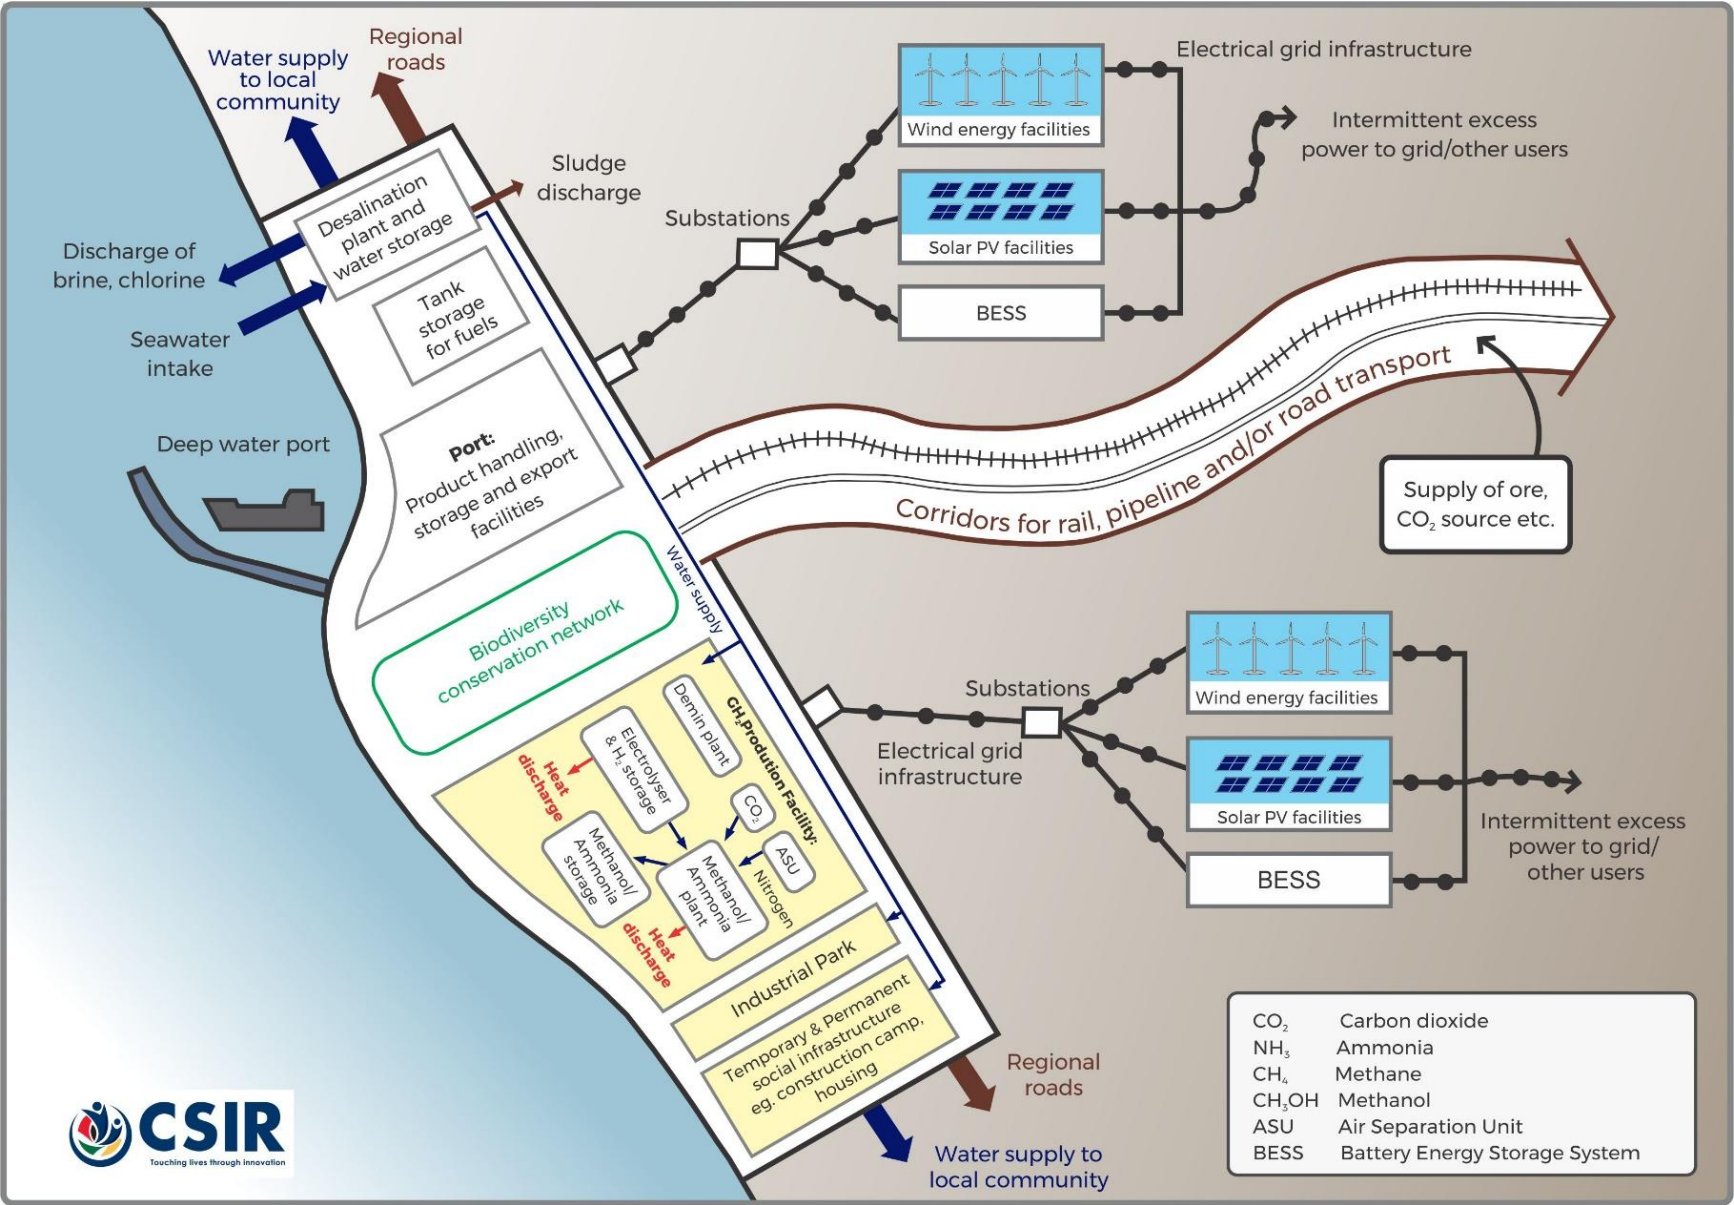 Water supply
to local
community
Regional
roads
Sludge
discharge
Desalination
plant and
water storage
Discharge of
brine, chlorine
Seawater
intake
Tank
storage
for fuels
Deep water port
Port:
Product handling,
storage and export
facilities
Biodiversity
conservation network
Water supply
Substations
Wind energy facilities
Solar PV facilities
BESS
Electrical grid infrastructure
Intermittent excess
power to grid/other users
Corridors for rail, pipeline and/or road transport
Supply of ore,
CO₂ source etc.
GH₂Prodution Facility:
Demin plant
Electrolyser
& H₂ storage
Heat
discharge
CO₂
ASU
Nitrogen
Methanol/
Ammonia
storage
Methanol/
Ammonia
plant
Heat
discharge
Industrial Park
Temporary & Permanent
social infrastructure
eg. construction camp,
housing
Substations
Electrical grid
infrastructure
Wind energy facilities
Solar PV facilities
BESS
Intermittent excess
power to grid/
other users
Regional
roads
Water supply to
local community
CO₂ Carbon dioxide
NH₃ Ammonia
CH₄ Methane
CH₃OH Methanol
ASU Air Separation Unit
BESS Battery Energy Storage System
CSIR
Touching lives through innovation